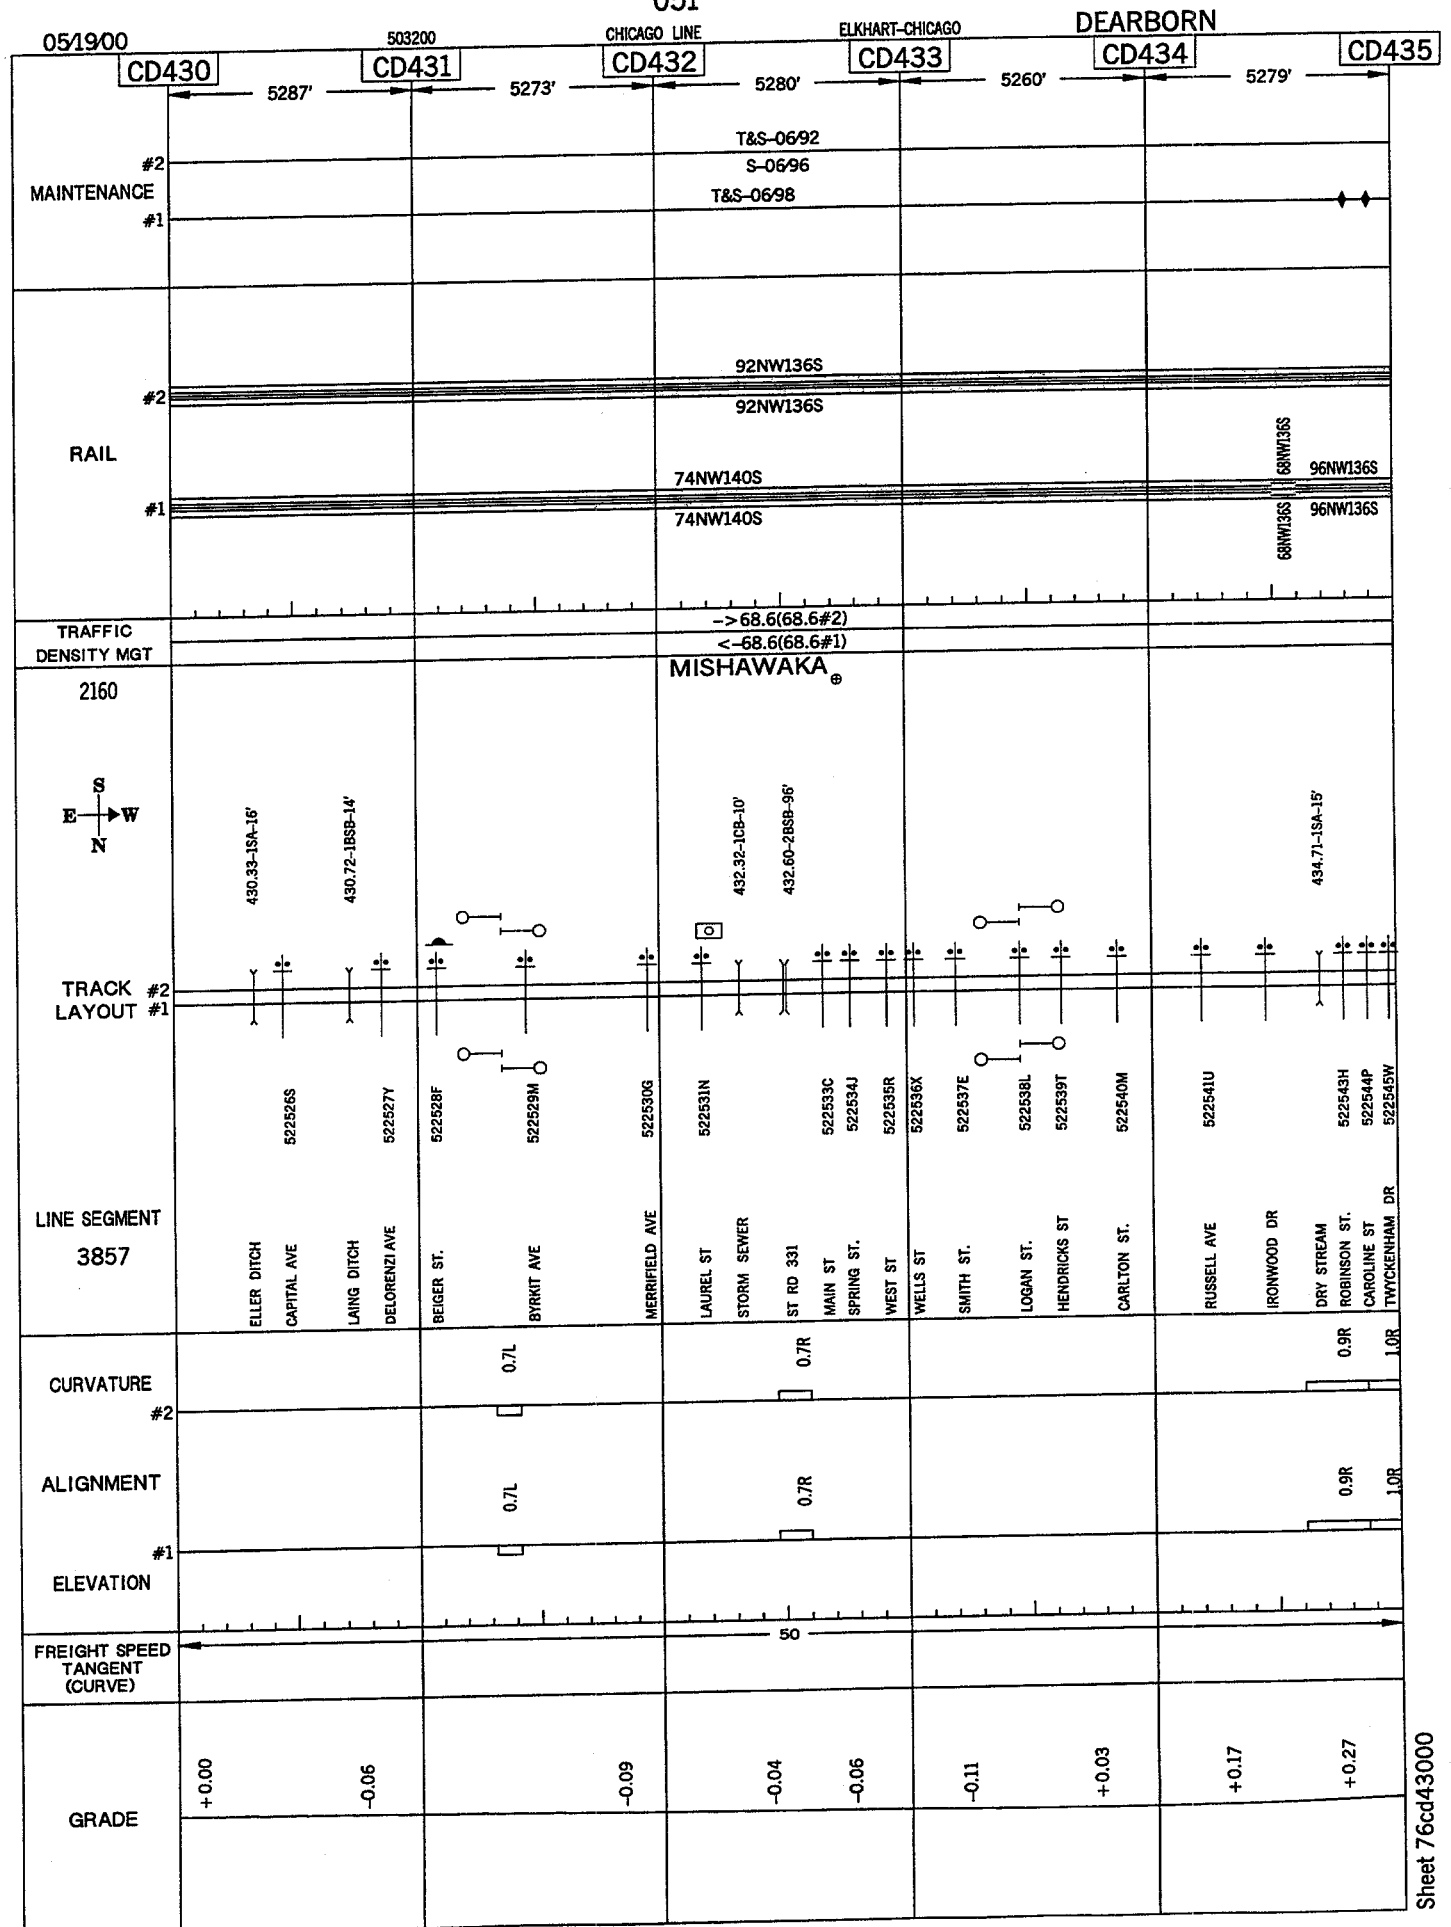 051
05/19/00
503200
CHICAGO LINE
ELKHART-CHICAGO
DEARBORN
CD430
CD431
CD432
CD433
CD434
CD435
5287'
5273'
5280'
5260'
5279'
T&S-06/92
#2
S-06/96
MAINTENANCE
T&S-06/98
#1
92NW136S
#2
92NW136S
RAIL
68NW136S
96NW136S
74NW140S
#1
74NW140S
68NW136S
96NW136S
TRAFFIC
DENSITY MGT
->68.6(68.6#2)
<-68.6(68.6#1)
MISHAWAKA
2160
S
E
W
N
430.33-1SA-16'
430.72-1BSB-14'
432.32-1CB-10'
432.60-2BSB-96'
434.71-1SA-15'
TRACK #2
LAYOUT #1
522526S
522527Y
522528F
522529M
522530G
522531N
522533C
522534J
522535R
522536X
522537E
522538L
522539T
522540M
522541U
522543H
522544P
522545W
LINE SEGMENT
3857
ELLER DITCH
CAPITAL AVE
LAING DITCH
DELORENZI AVE
BEIGER ST.
BYRKIT AVE
MERRIFIELD AVE
LAUREL ST
STORM SEWER
ST RD 331
MAIN ST
SPRING ST.
WEST ST
WELLS ST
SMITH ST.
LOGAN ST.
HENDRICKS ST
CARLTON ST.
RUSSELL AVE
IRONWOOD DR
DRY STREAM
ROBINSON ST.
CAROLINE ST
TWYCKENHAM DR
CURVATURE
#2
0.7L
0.7R
0.9R
1.0R
ALIGNMENT
0.7L
0.7R
0.9R
1.0R
#1
ELEVATION
FREIGHT SPEED
TANGENT
(CURVE)
50
GRADE
+0.00
-0.06
-0.09
-0.04
-0.06
-0.11
+0.03
+0.17
+0.27
Sheet 76cd43000